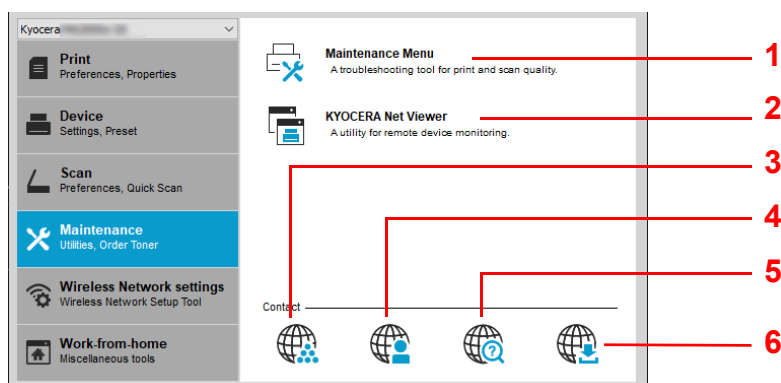 Kyocera
Print
Preferences, Properties
Device
Settings, Preset
Scan
Preferences, Quick Scan
Maintenance
Utilities, Order Toner
Wireless Network settings
Wireless Network Setup Tool
Work-from-home
Miscellaneous tools
Maintenance Menu
A troubleshooting tool for print and scan quality.
KYOCERA Net Viewer
A utility for remote device monitoring.
Contact
1
2
3
4
5
6